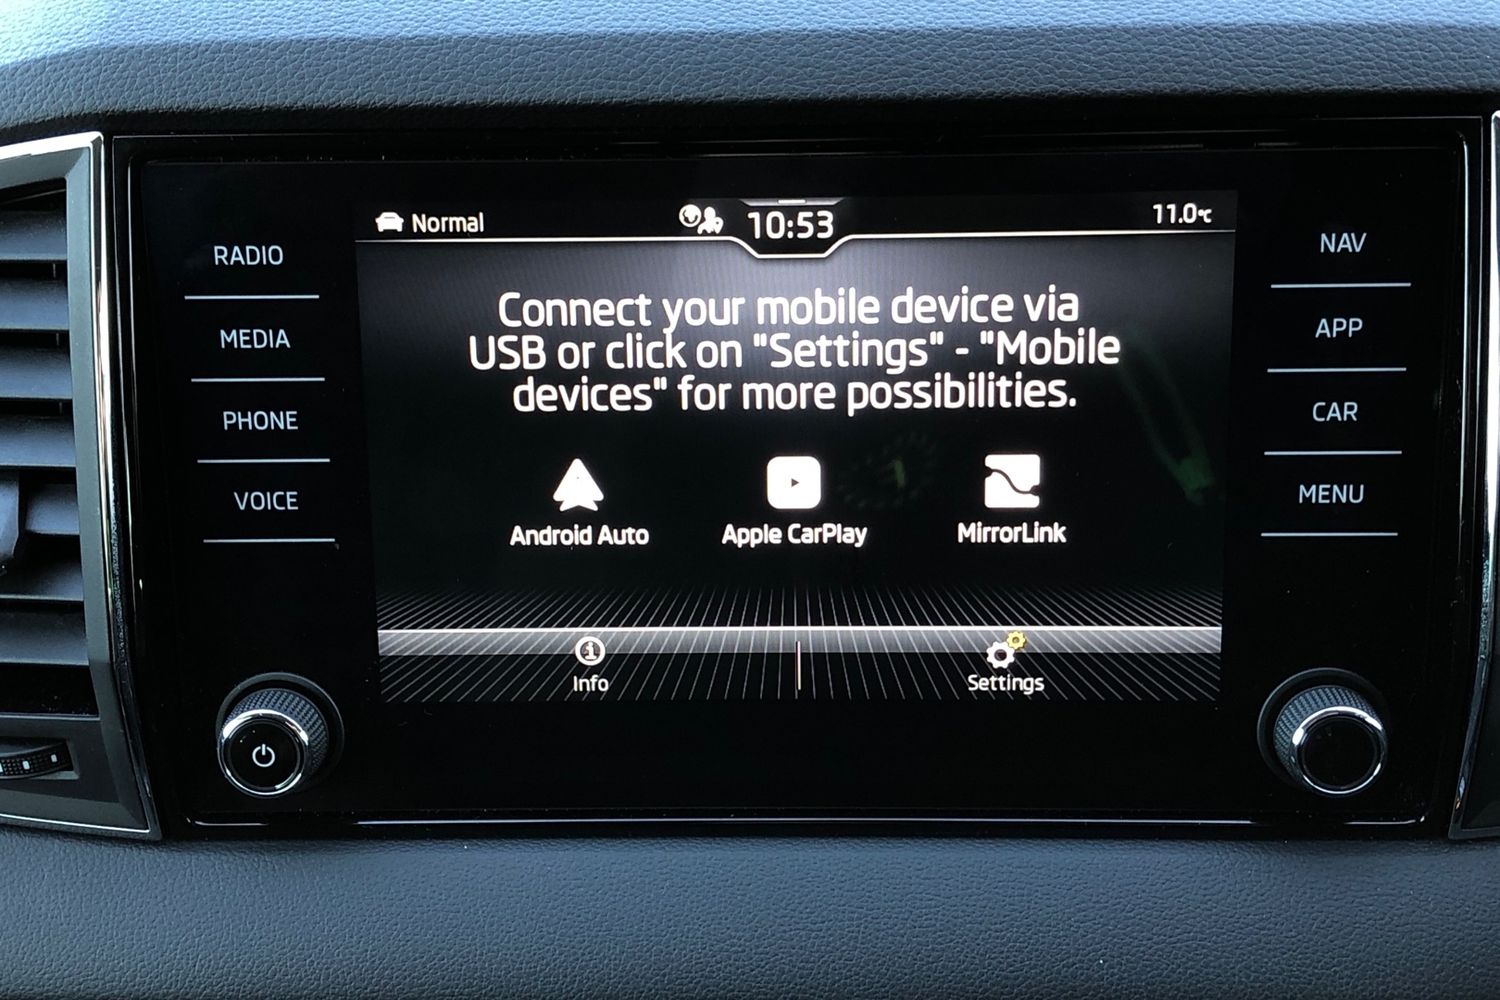 Normal
10:53
11.0°C
RADIO
MEDIA
PHONE
VOICE
Connect your mobile device via
USB or click on "Settings" - "Mobile
devices" for more possibilities.
Android Auto
Apple CarPlay
MirrorLink
Info
Settings
NAV
APP
CAR
MENU